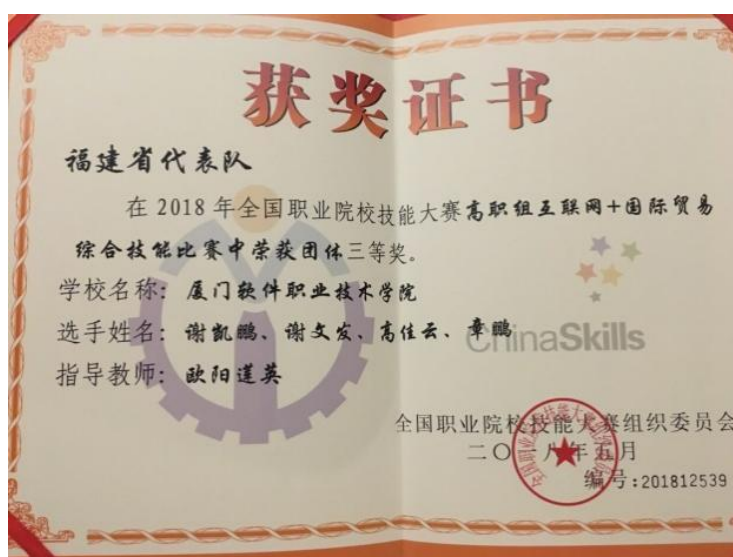 获奖证书
福建省代表队
在2018年全国职业院校技能大赛高职组互联网+国际贸易
综合技能比赛中荣获团体三等奖。
学校名称：厦门软件职业技术学院
选手姓名：谢凯鹏、谢文发、高佳云、章鹏
ChinaSkills
指导教师：欧阳莲英
全国职业院校技能大赛组织委员会
二〇一八年五月
编号:201812539